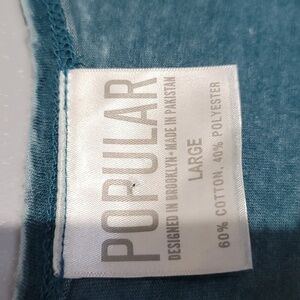 POPULAR
DESIGNED IN BROOKLYN • MADE IN PAKISTAN
LARGE
60% COTTON, 40% POLYESTER